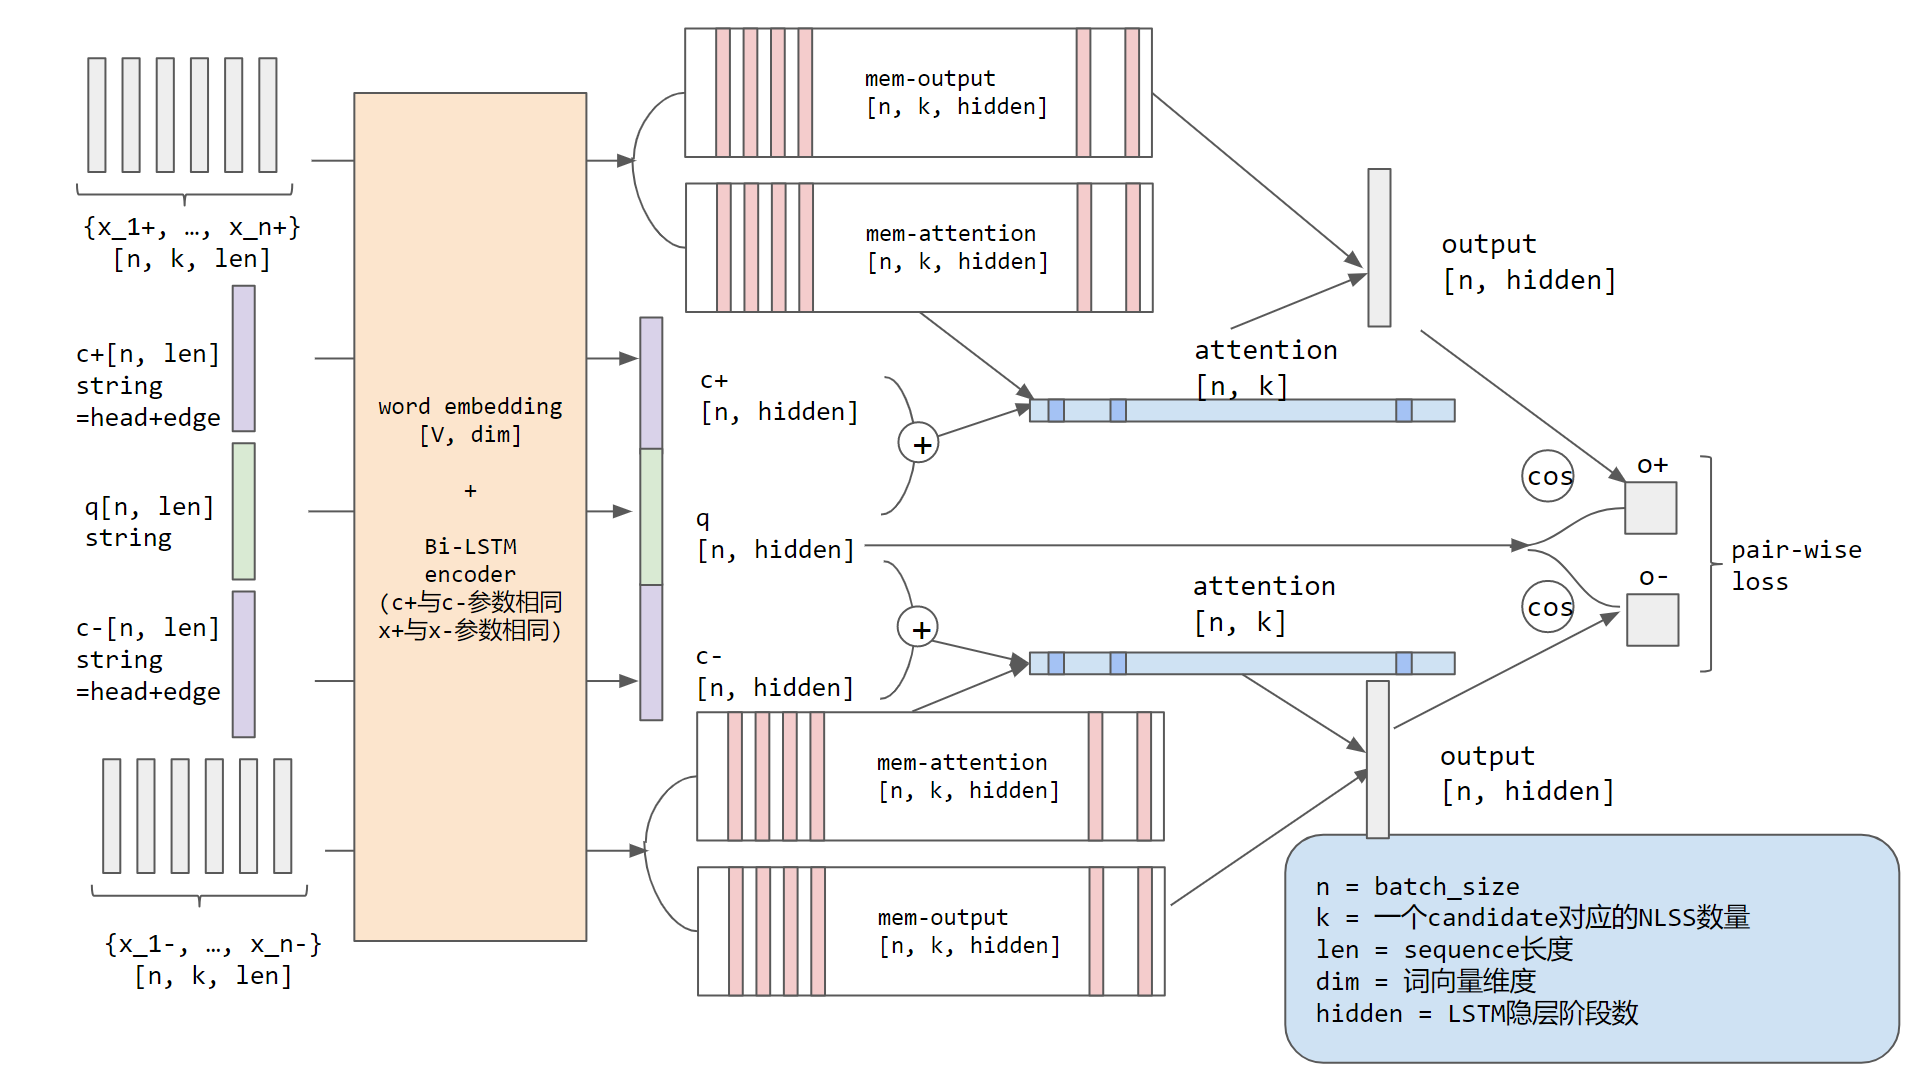 {x_1+, …, x_n+}
[n, k, len]
c+[n, len]
string
=head+edge
q[n, len]
string
c-[n, len]
string
=head+edge
{x_1-, …, x_n-}
[n, k, len]
word embedding
[V, dim]
+
Bi-LSTM
encoder
(c+与c-参数相同
x+与x-参数相同)
mem-output
[n, k, hidden]
mem-attention
[n, k, hidden]
c+
[n, hidden]
+
q
[n, hidden]
+
c-
[n, hidden]
mem-attention
[n, k, hidden]
mem-output
[n, k, hidden]
attention
[n, k]
attention
[n, k]
output
[n, hidden]
output
[n, hidden]
cos
o+
cos
o-
pair-wise
loss
n = batch_size
k = 一个candidate对应的NLSS数量
len = sequence长度
dim = 词向量维度
hidden = LSTM隐层阶段数